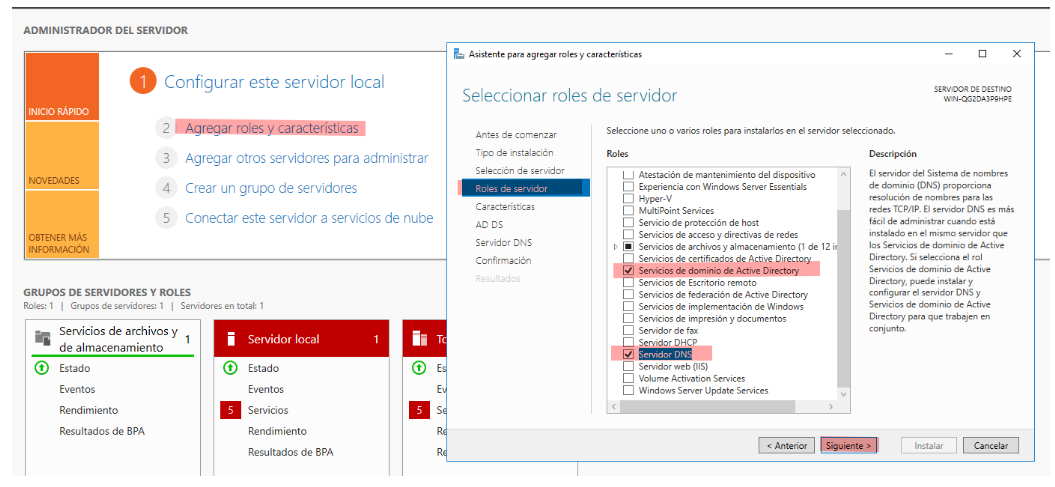 ADMINISTRADOR DEL SERVIDOR
INICIO RÁPIDO
NOVEDADES
OBTENER MÁS
INFORMACIÓN
1 Configurar este servidor local
2 Agregar roles y características
3 Agregar otros servidores para administrar
4 Crear un grupo de servidores
5 Conectar este servidor a servicios de nube
GRUPOS DE SERVIDORES Y ROLES
Roles: 1 | Grupos de servidores: 1 | Servidores en total: 1
Servicios de archivos y
de almacenamiento
1
Estado
Eventos
Rendimiento
Resultados de BPA
Servidor local 1
Estado
Eventos
5 Servicios
Rendimiento
Resultados de BPA
To
Es
Ev
5 Se
Re
Re
Asistente para agregar roles y características
Seleccionar roles de servidor
SERVIDOR DE DESTINO
WIN-QG2DA3P9HPE
Antes de comenzar
Tipo de instalación
Selección de servidor
Roles de servidor
Características
AD DS
Servidor DNS
Confirmación
Resultados
Seleccione uno o varios roles para instalarlos en el servidor seleccionado.
Roles
Atestación de mantenimiento del dispositivo
Experiencia con Windows Server Essentials
Hyper-V
MultiPoint Services
Servicio de protección de host
Servicios de acceso y directivas de redes
Servicios de archivos y almacenamiento (1 de 12 in
Servicios de certificados de Active Directory
Servicios de dominio de Active Directory
Servicios de Escritorio remoto
Servicios de federación de Active Directory
Servicios de implementación de Windows
Servicios de impresión y documentos
Servidor de fax
Servidor DHCP
Servidor DNS
Servidor web (IIS)
Volume Activation Services
Windows Server Update Services
Descripción
El servidor del Sistema de nombres
de dominio (DNS) proporciona
resolución de nombres para las
redes TCP/IP. El servidor DNS es más
fácil de administrar cuando está
instalado en el mismo servidor que
los Servicios de dominio de Active
Directory. Si selecciona el rol
Servicios de dominio de Active
Directory, puede instalar y
configurar el servidor DNS y
Servicios de dominio de Active
Directory para que trabajen en
conjunto.
< Anterior
Siguiente >
Instalar
Cancelar